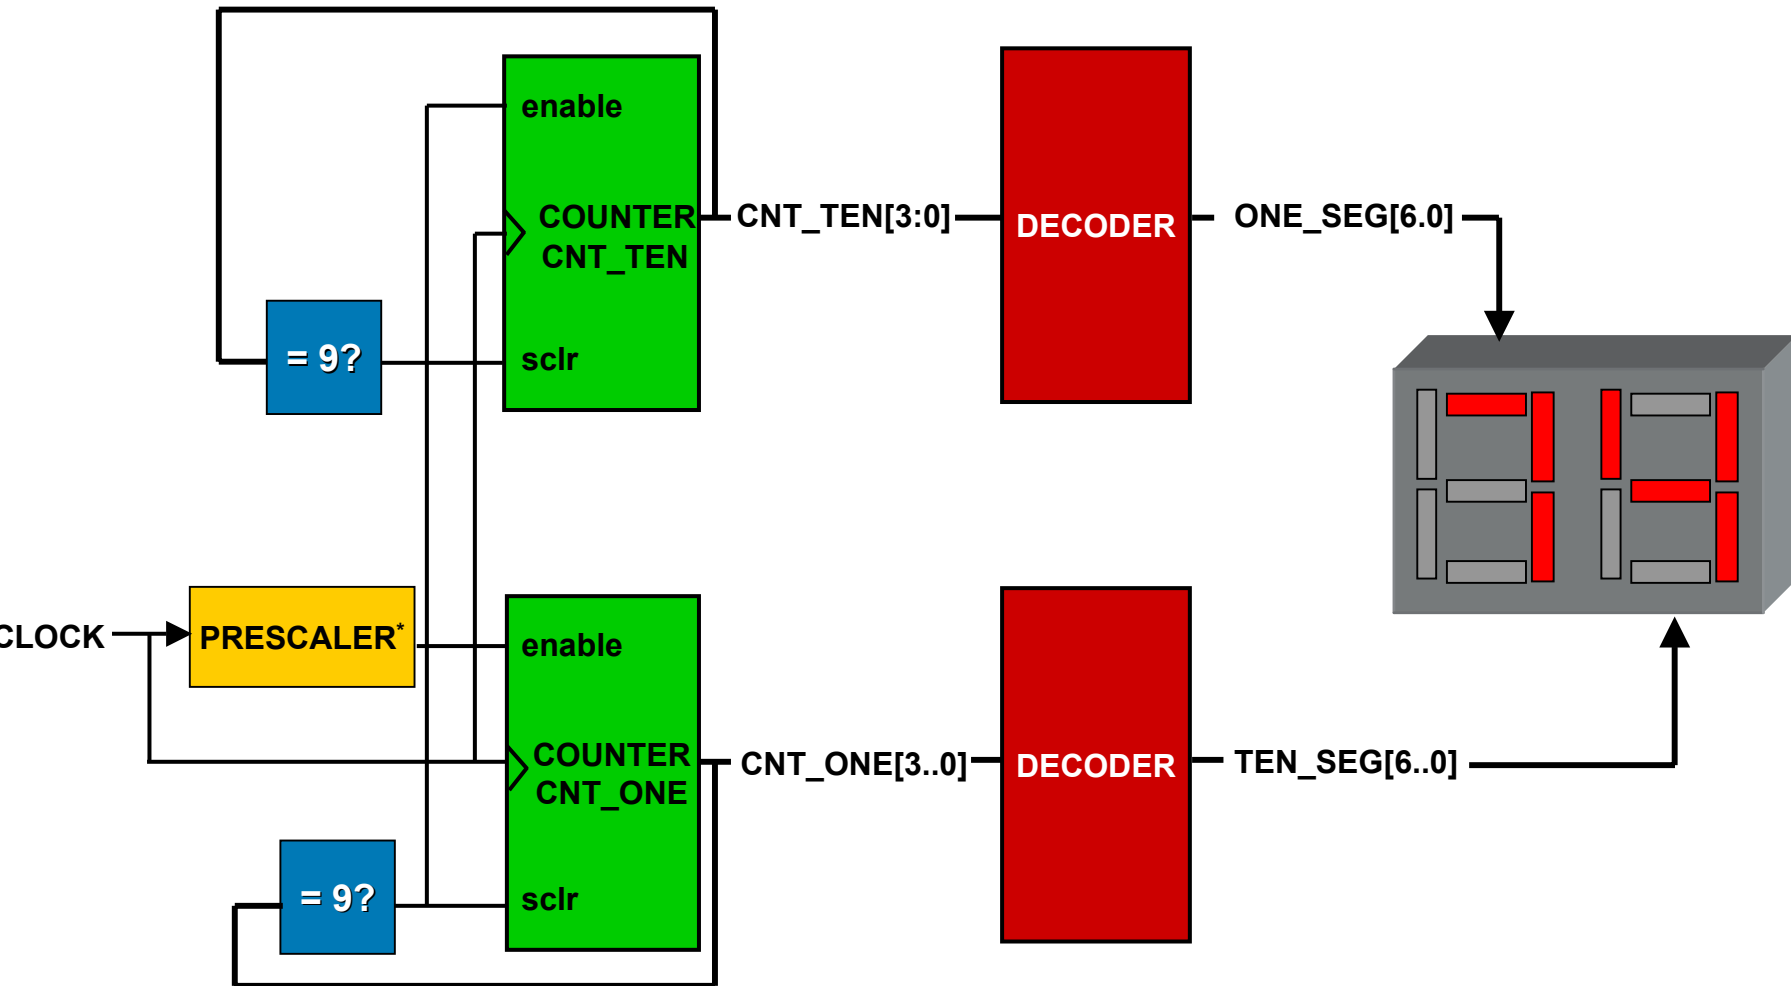 enable
COUNTER
CNT_TEN
sclr
= 9?
CNT_TEN[3:0]
DECODER
ONE_SEG[6.0]
CLOCK
PRESCALER*
enable
COUNTER
CNT_ONE
sclr
= 9?
CNT_ONE[3..0]
DECODER
TEN_SEG[6..0]
74